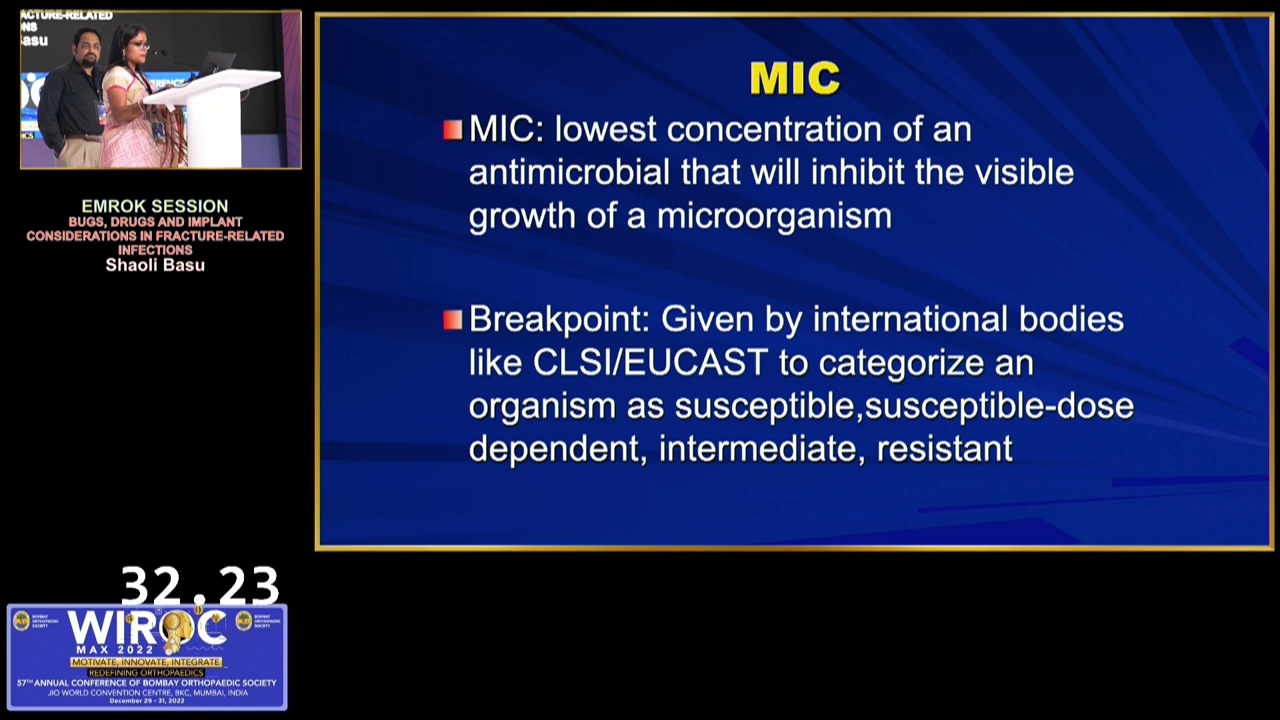 ACTURE-RELATED
NS
asu
EMROK SESSION
BUGS, DRUGS AND IMPLANT
CONSIDERATIONS IN FRACTURE-RELATED
INFECTIONS
Shaoli Basu
32.23
BOMBAY
ORTHOPAEDIC
SOCIETY
WIROC
MAX 2022
MOTIVATE, INNOVATE, INTEGRATE
REDEFINING ORTHOPAEDICS
57TH ANNUAL CONFERENCE OF BOMBAY ORTHOPAEDIC SOCIETY
JIO WORLD CONVENTION CENTRE, BKC, MUMBAI, INDIA
December 29 - 31, 2022
MIC
MIC: lowest concentration of an
antimicrobial that will inhibit the visible
growth of a microorganism
Breakpoint: Given by international bodies
like CLSI/EUCAST to categorize an
organism as susceptible,susceptible-dose
dependent, intermediate, resistant